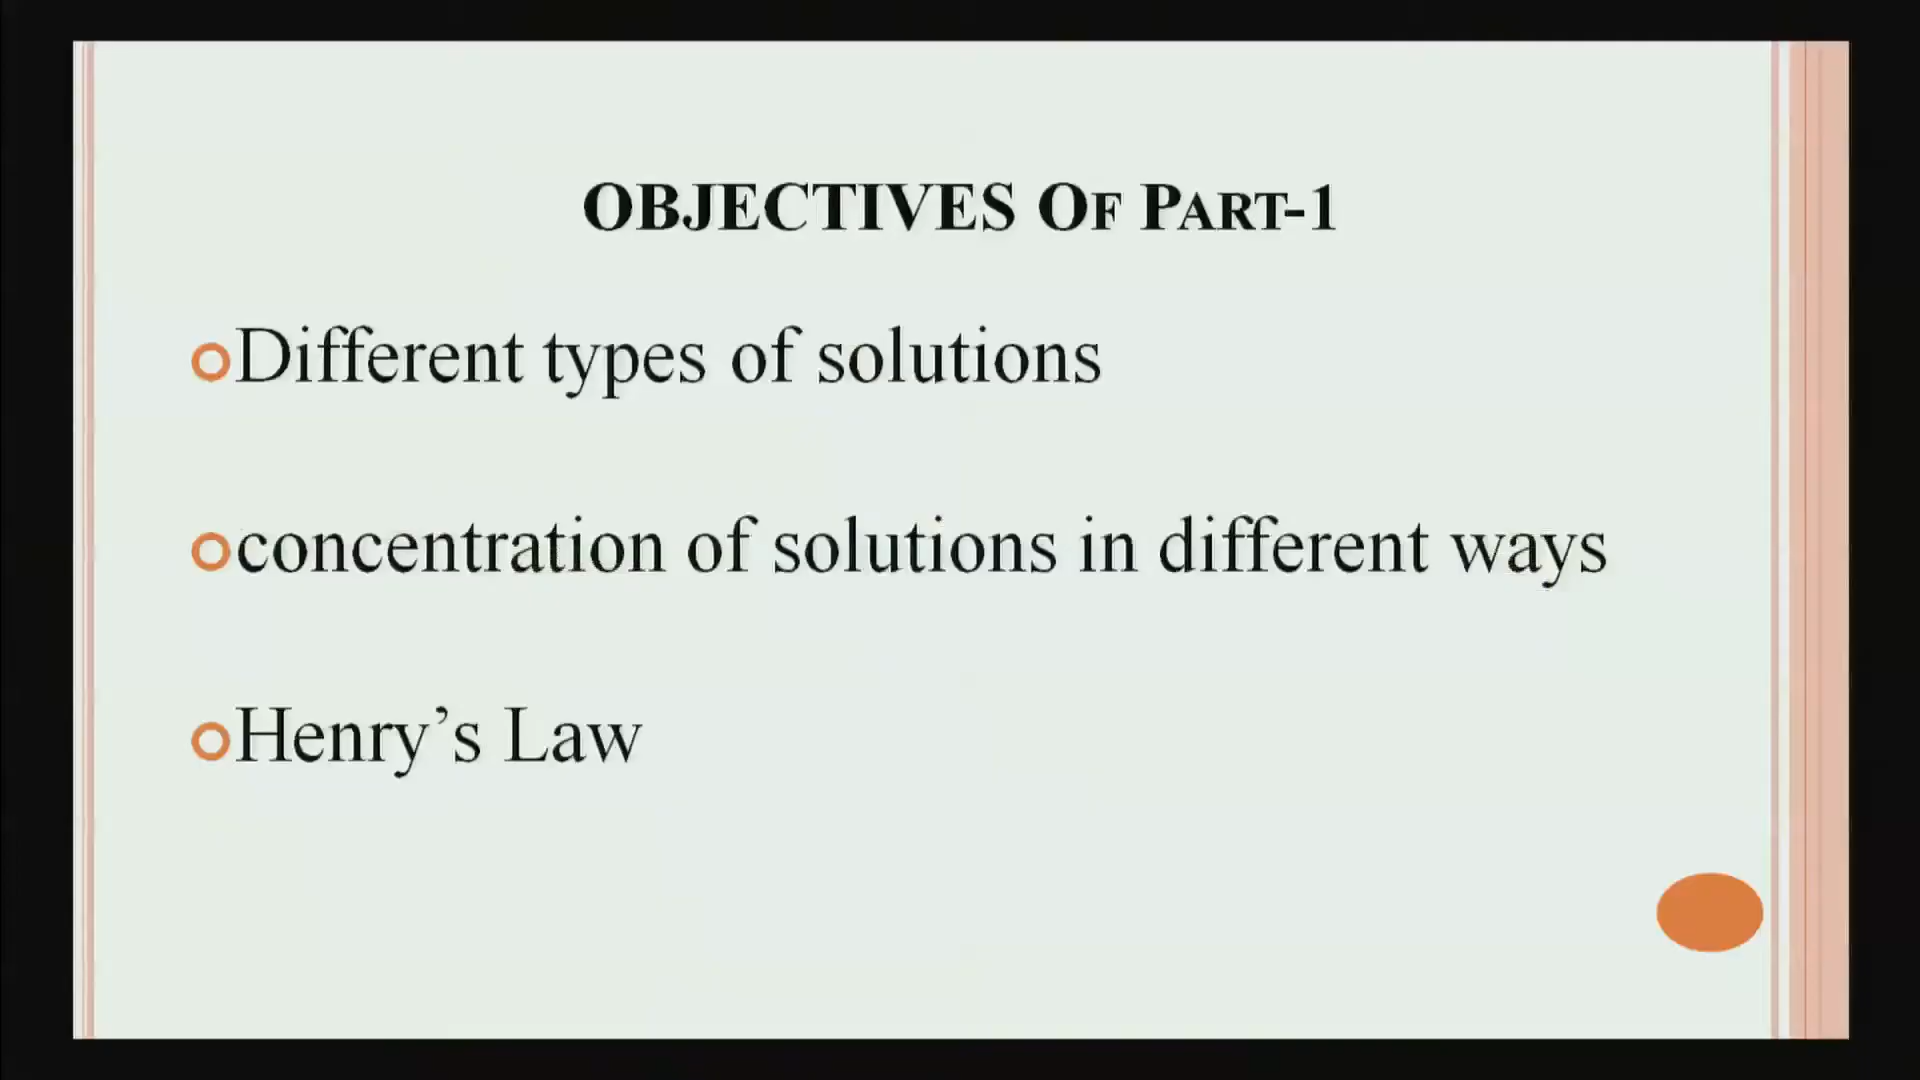 OBJECTIVES OF PART-1
Different types of solutions
concentration of solutions in different ways
Henry’s Law